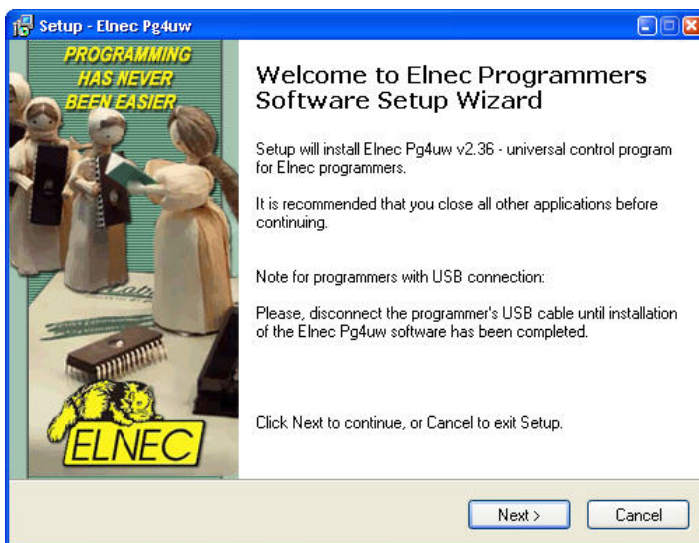 Setup - Elnec Pg4uw
PROGRAMMING
HAS NEVER
BEEN EASIER
Welcome to Elnec Programmers
Software Setup Wizard
Setup will install Elnec Pg4uw v2.36 - universal control program
for Elnec programmers.
It is recommended that you close all other applications before
continuing.
Note for programmers with USB connection:
Please, disconnect the programmer's USB cable until installation
of the Elnec Pg4uw software has been completed.
Click Next to continue, or Cancel to exit Setup.
ELNEC
Next >
Cancel